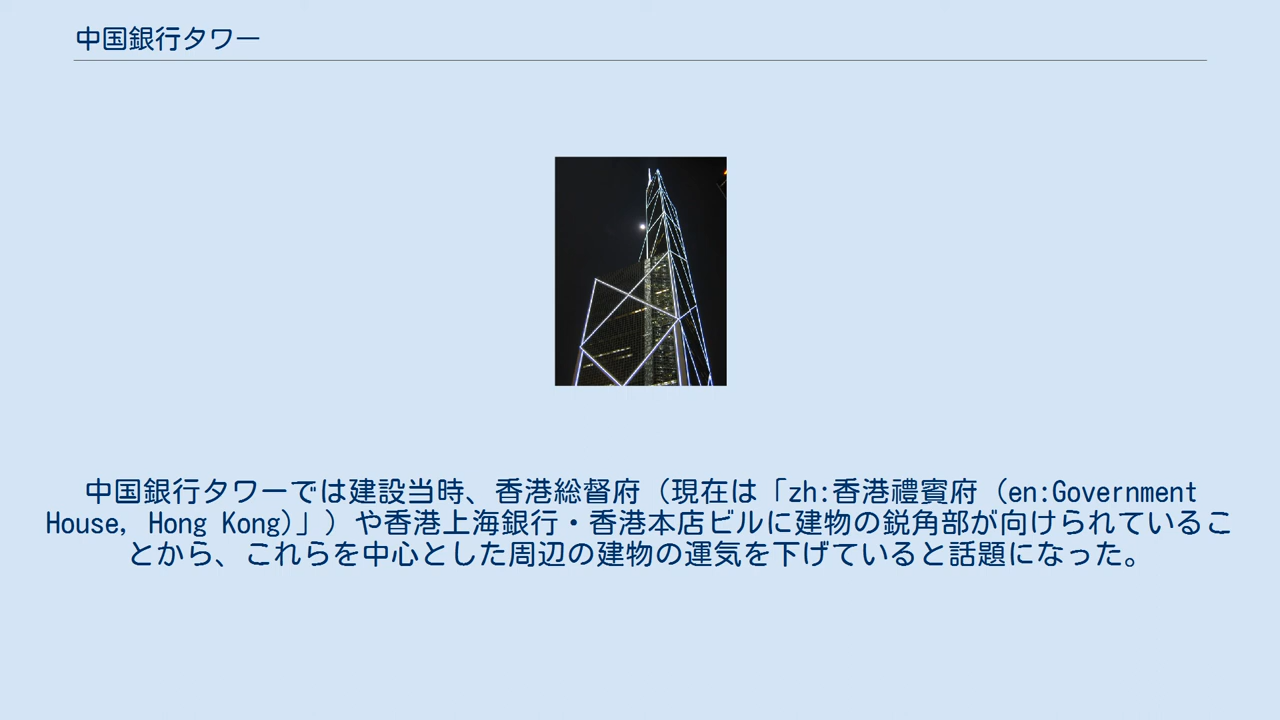 中国銀行タワー
中国銀行タワーでは建設当時、香港総督府（現在は「zh:香港禮賓府（en:Government
House, Hong Kong)」）や香港上海銀行・香港本店ビルに建物の鋭角部が向けられているこ
とから、これらを中心とした周辺の建物の運気を下げていると話題になった。